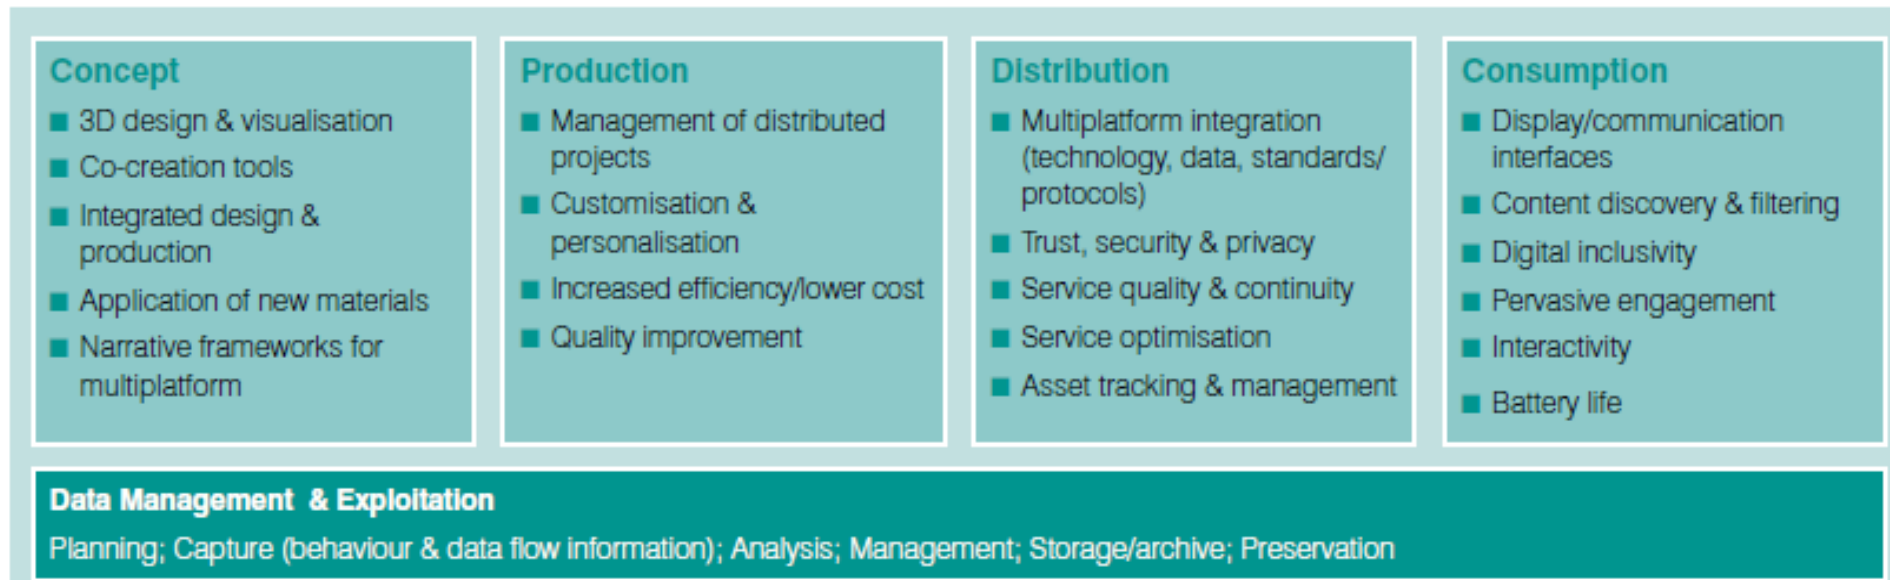 Concept
3D design & visualisation
Co-creation tools
Integrated design &
production
Application of new materials
Narrative frameworks for
multiplatform
Production
Management of distributed
projects
Customisation &
personalisation
Increased efficiency/lower cost
Quality improvement
Distribution
Multiplatform integration
(technology, data, standards/
protocols)
Trust, security & privacy
Service quality & continuity
Service optimisation
Asset tracking & management
Consumption
Display/communication
interfaces
Content discovery & filtering
Digital inclusivity
Pervasive engagement
Interactivity
Battery life
Data Management & Exploitation
Planning; Capture (behaviour & data flow information); Analysis; Management; Storage/archive; Preservation